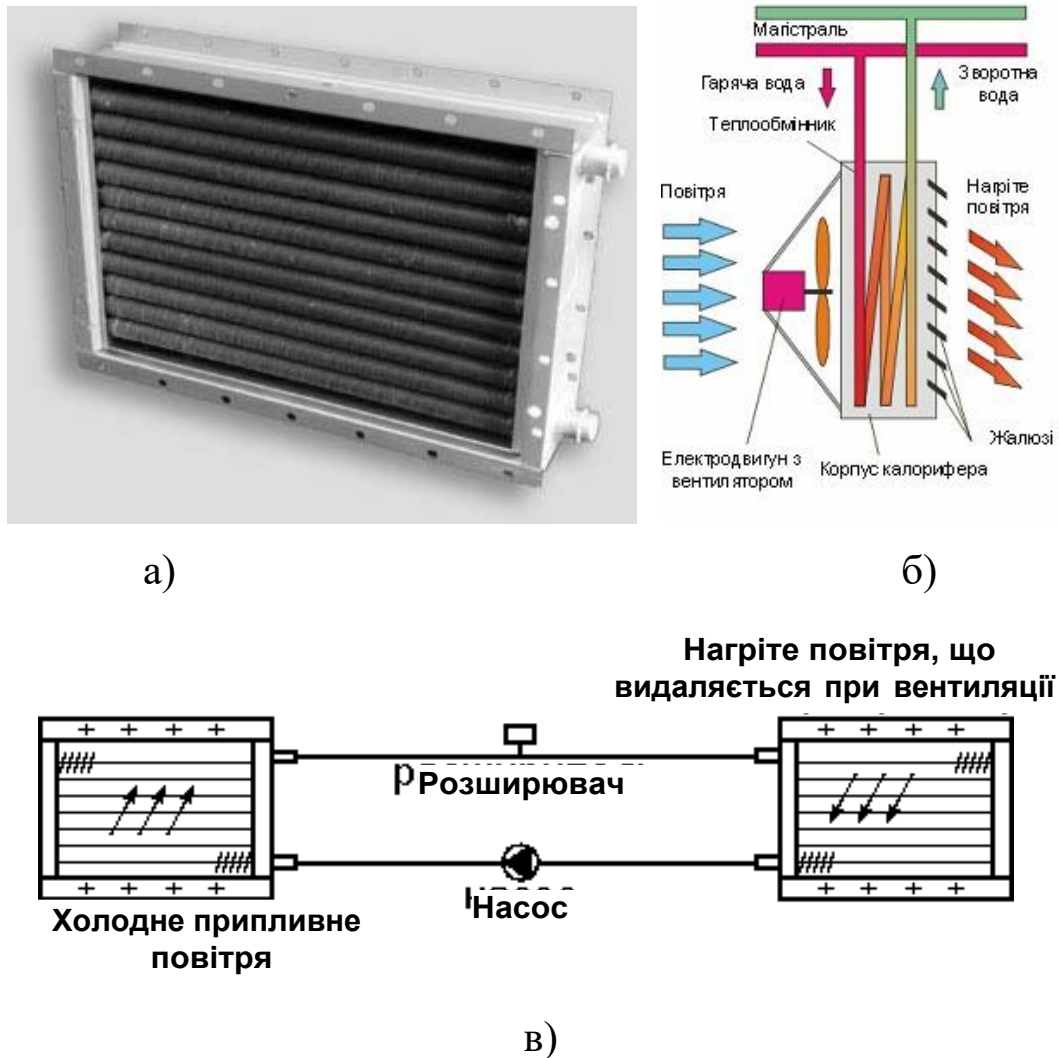 Магістраль
Гаряча вода
Зворотна
вода
Теплообмінник
Повітря
Нагріте
повітря
Жалюзі
Електродвигун з
вентилятором
Корпус калорифера
а)
б)
Нагріте повітря, що
видаляється при вентиляції
Розширювач
Насос
Холодне припливне
повітря
в)